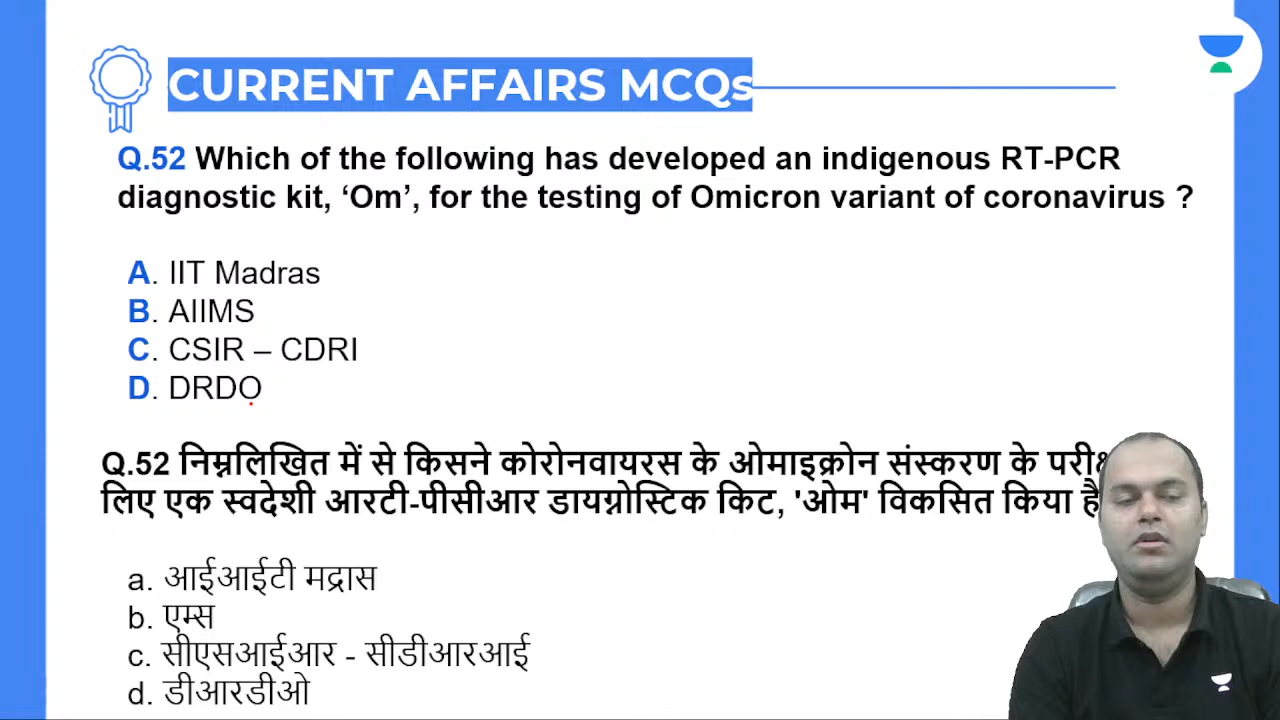 CURRENT AFFAIRS MCQs
Q.52 Which of the following has developed an indigenous RT-PCR
diagnostic kit, ‘Om’, for the testing of Omicron variant of coronavirus ?
A. IIT Madras
B. AIIMS
C. CSIR – CDRI
D. DRDO
Q.52 निम्नलिखित में से किसने कोरोनवायरस के ओमाइक्रोन संस्करण के
लिए एक स्वदेशी आरटी-पीसीआर डायग्नोस्टिक किट, 'ओम' विकसित किया है
a. आईआईटी मद्रास
b. एम्स
c. सीएसआईआर - सीडीआरआई
d. डीआरडीओ